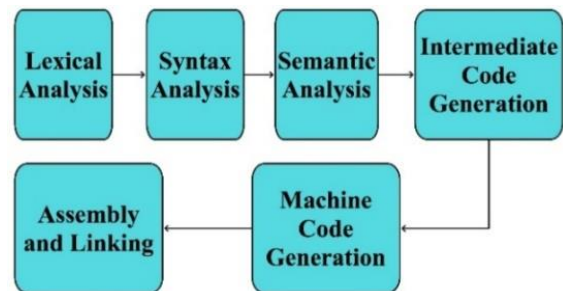 Lexical
Analysis
Syntax
Analysis
Semantic
Analysis
Intermediate
Code
Generation
Machine
Code
Generation
Assembly
and Linking